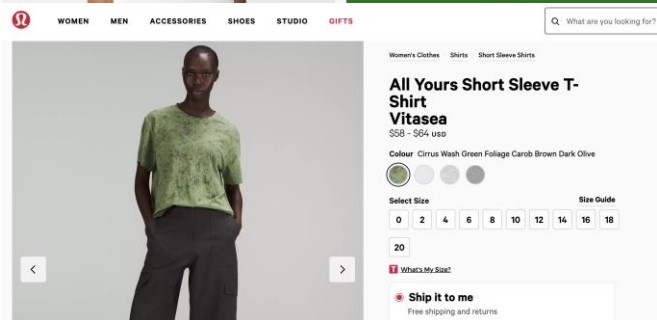 WOMEN MEN ACCESSORIES SHOES STUDIO GIFTS What are you looking for?
Women's Clothes Shirts Short Sleeve Shirts
All Yours Short Sleeve T-
Shirt
Vitasea
$58 - $64 USD
Colour Cirrus Wash Green Foliage Carob Brown Dark Olive
Select Size Size Guide
0 2 4 6 8 10 12 14 16 18
20
What's My Size?
Ship it to me
Free shipping and returns